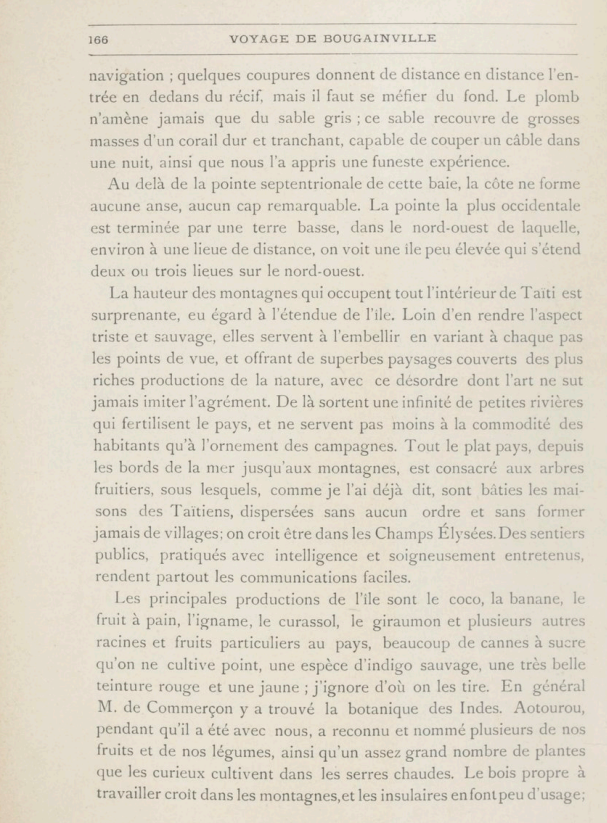 166 VOYAGE DE BOUGAINVILLE
navigation ; quelques coupures donnent de distance en distance l'en-
trée en dedans du récif, mais il faut se méfier du fond. Le plomb
n'amène jamais que du sable gris ; ce sable recouvre de grosses
masses d'un corail dur et tranchant, capable de couper un câble dans
une nuit, ainsi que nous l'a appris une funeste expérience.
Au delà de la pointe septentrionale de cette baie, la côte ne forme
aucune anse, aucun cap remarquable. La pointe la plus occidentale
est terminée par une terre basse, dans le nord-ouest de laquelle,
environ à une lieue de distance, on voit une île peu élevée qui s'étend
deux ou trois lieues sur le nord-ouest.
La hauteur des montagnes qui occupent tout l'intérieur de Taïti est
surprenante, eu égard à l'étendue de l'île. Loin d'en rendre l'aspect
triste et sauvage, elles servent à l'embellir en variant à chaque pas
les points de vue, et offrant de superbes paysages couverts des plus
riches productions de la nature, avec ce désordre dont l'art ne sut
jamais imiter l'agrément. De là sortent une infinité de petites rivières
qui fertilisent le pays, et ne servent pas moins à la commodité des
habitants qu'à l'ornement des campagnes. Tout le plat pays, depuis
les bords de la mer jusqu'aux montagnes, est consacré aux arbres
fruitiers, sous lesquels, comme je l'ai déjà dit, sont bâties les mai-
sons des Taïtiens, dispersées sans aucun ordre et sans former
jamais de villages; on croit être dans les Champs Élysées. Des sentiers
publics, pratiqués avec intelligence et soigneusement entretenus,
rendent partout les communications faciles.
Les principales productions de l'île sont le coco, la banane, le
fruit à pain, l'igname, le curassol, le giraumon et plusieurs autres
racines et fruits particuliers au pays, beaucoup de cannes à sucre
qu'on ne cultive point, une espèce d'indigo sauvage, une très belle
teinture rouge et une jaune ; j'ignore d'où on les tire. En général
M. de Commerçon y a trouvé la botanique des Indes. Aotourou,
pendant qu'il a été avec nous, a reconnu et nommé plusieurs de nos
fruits et de nos légumes, ainsi qu'un assez grand nombre de plantes
que les curieux cultivent dans les serres chaudes. Le bois propre à
travailler croît dans les montagnes,et les insulaires en font peu d'usage;